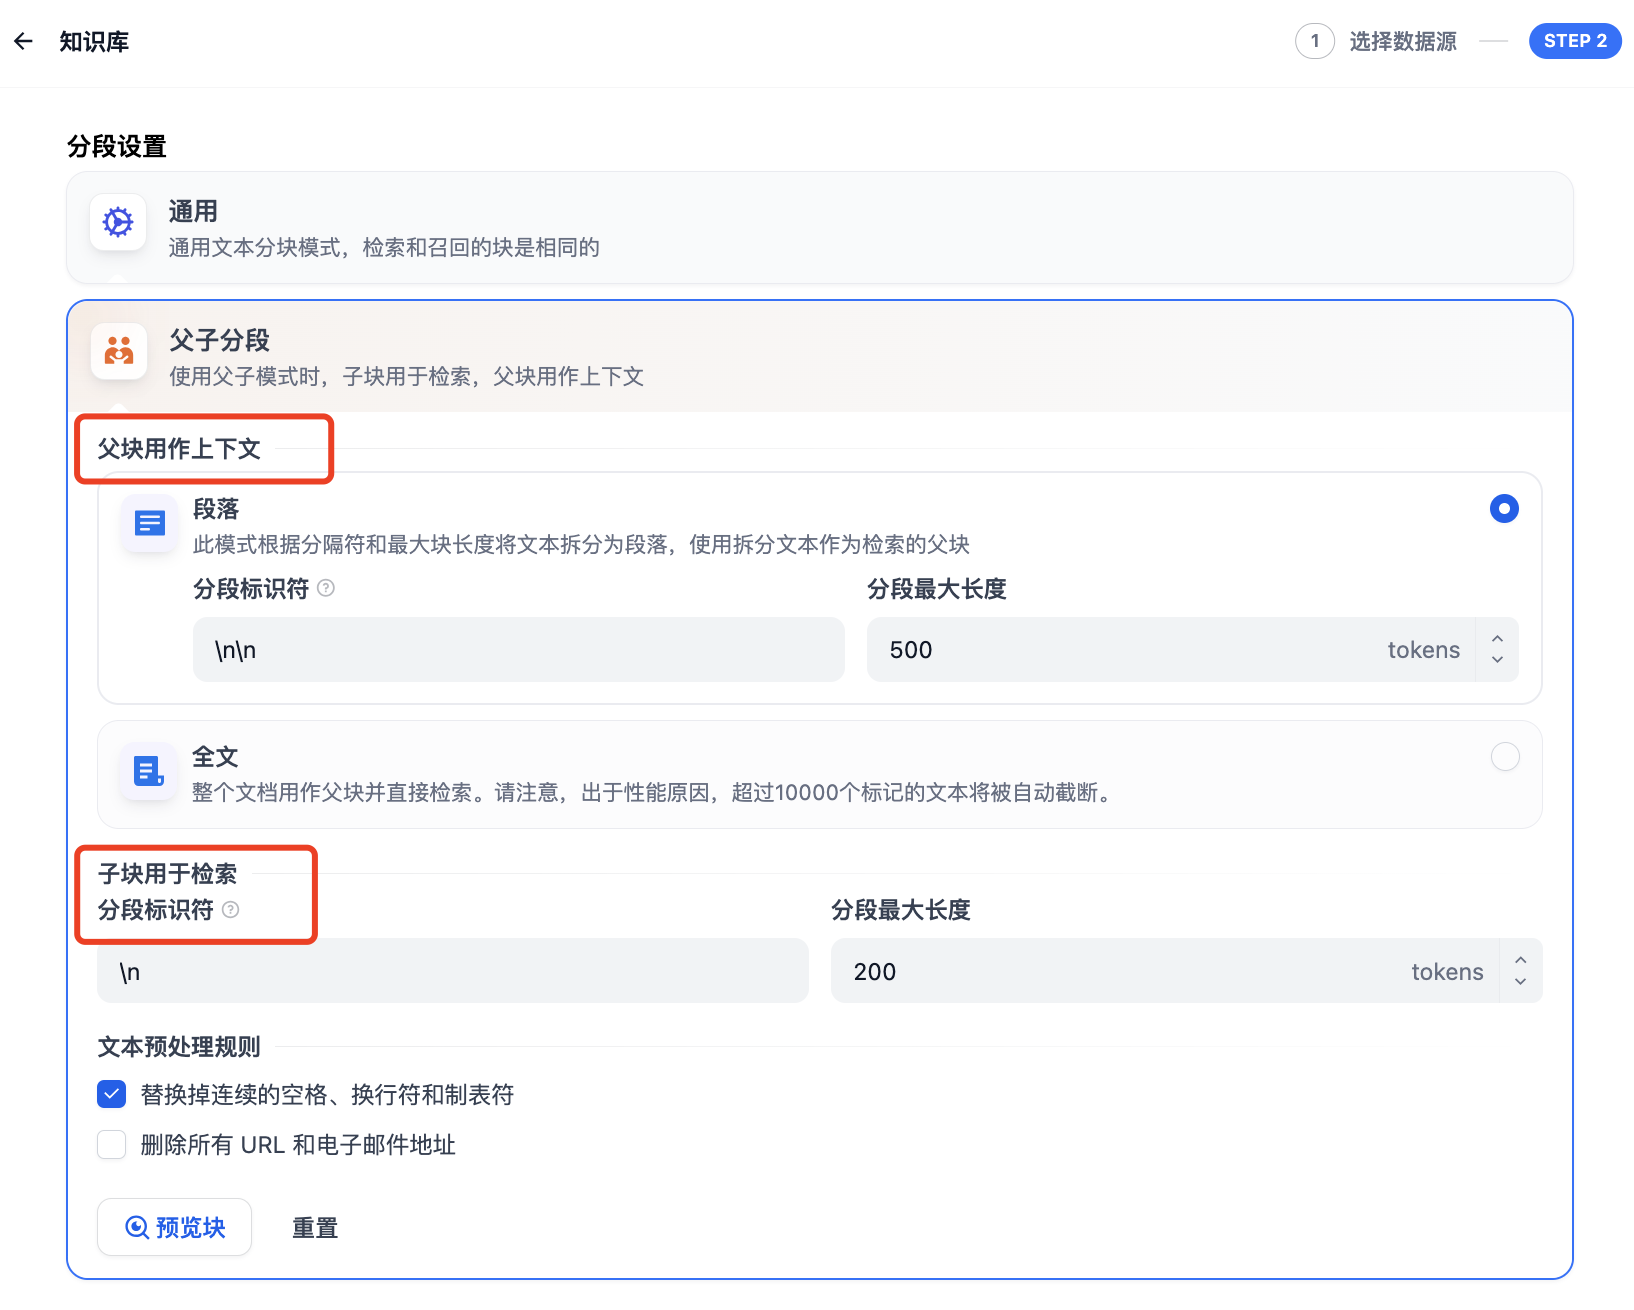 知识库
1 选择数据源 STEP 2
分段设置
通用
通用文本分块模式，检索和召回的块是相同的
父子分段
使用父子模式时，子块用于检索，父块用作上下文
父块用作上下文
段落
此模式根据分隔符和最大块长度将文本拆分为段落，使用拆分文本作为检索的父块
分段标识符 ? 分段最大长度
\n\n 500 tokens
全文
整个文档用作父块并直接检索。请注意，出于性能原因，超过10000个标记的文本将被自动截断。
子块用于检索
分段标识符 ? 分段最大长度
\n 200 tokens
文本预处理规则
替换掉连续的空格、换行符和制表符
删除所有 URL 和电子邮件地址
预览块 重置